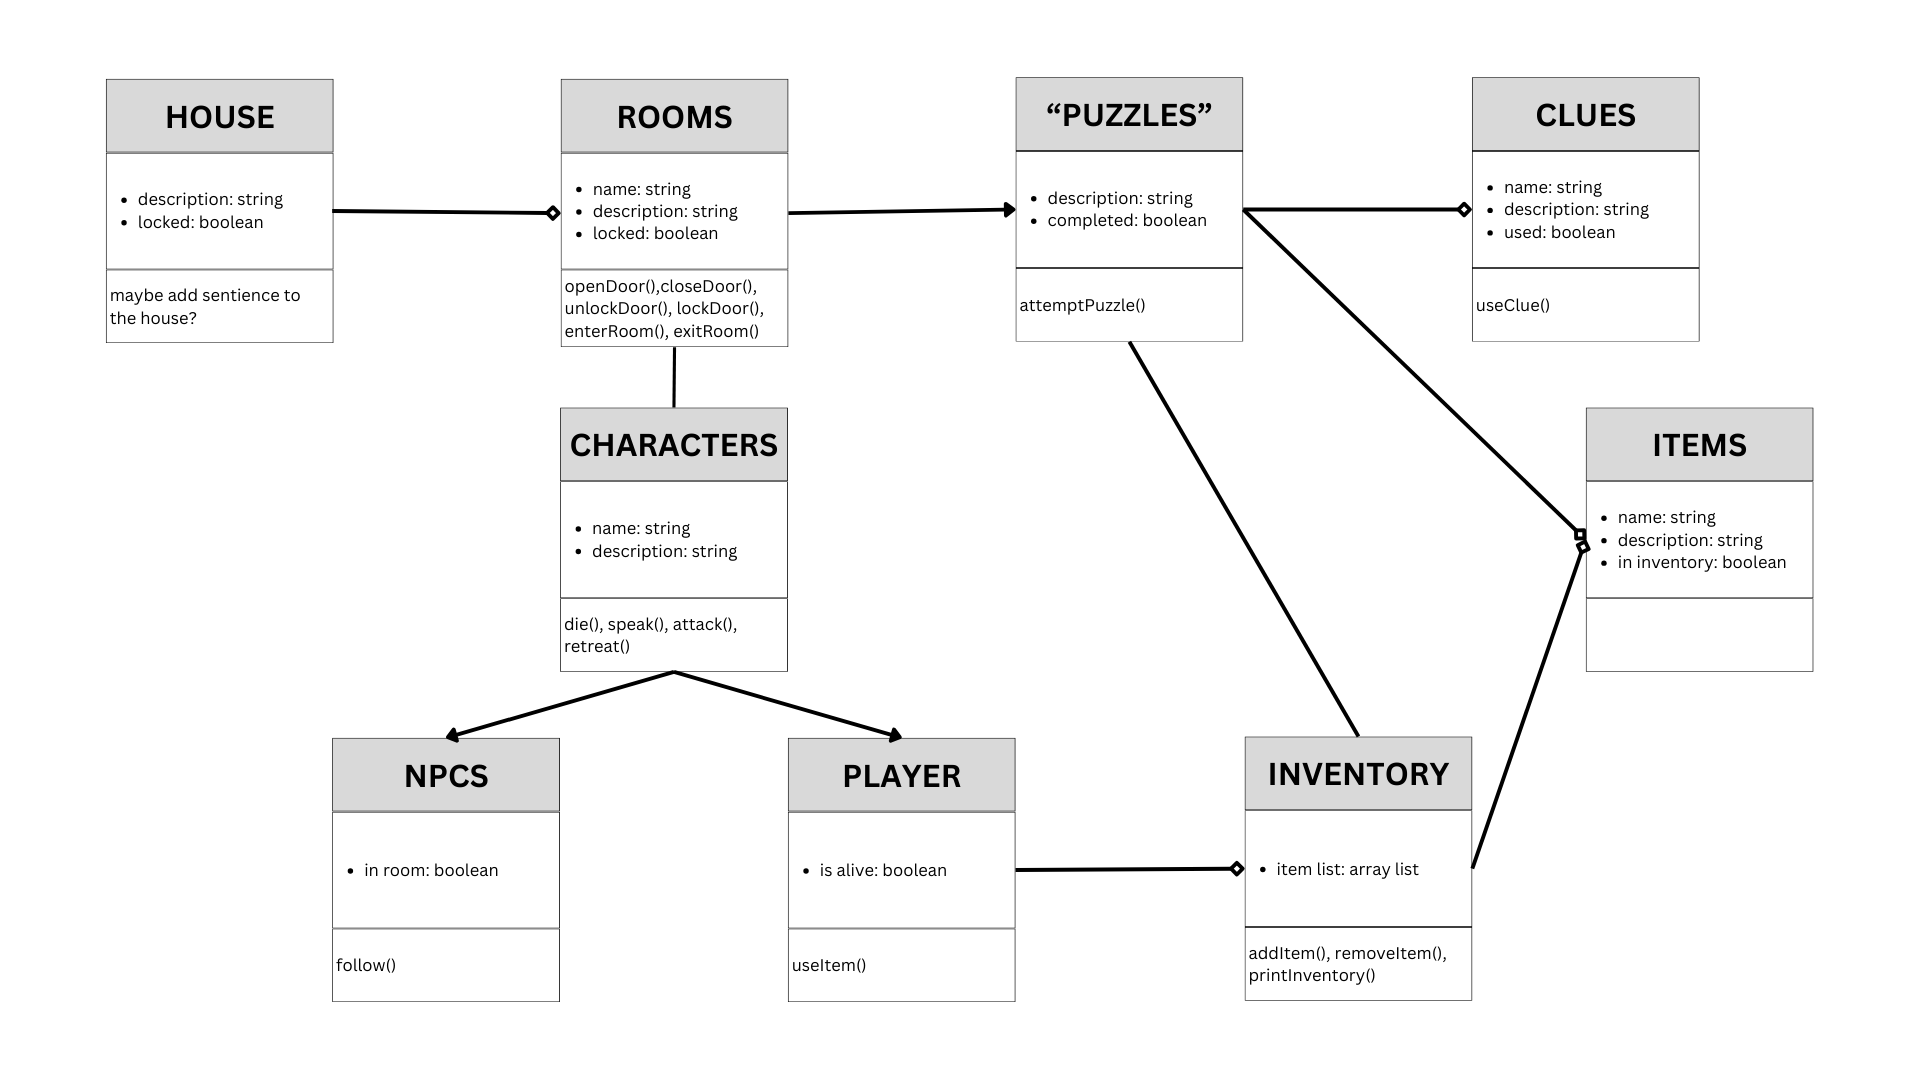 HOUSE
description: string
locked: boolean
maybe add sentience to
the house?
ROOMS
name: string
description: string
locked: boolean
openDoor(),closeDoor(),
unlockDoor(), lockDoor(),
enterRoom(), exitRoom()
“PUZZLES”
description: string
completed: boolean
attemptPuzzle()
CLUES
name: string
description: string
used: boolean
useClue()
CHARACTERS
name: string
description: string
die(), speak(), attack(),
retreat()
ITEMS
name: string
description: string
in inventory: boolean
NPCS
in room: boolean
follow()
PLAYER
is alive: boolean
useItem()
INVENTORY
item list: array list
addItem(), removeItem(),
printInventory()